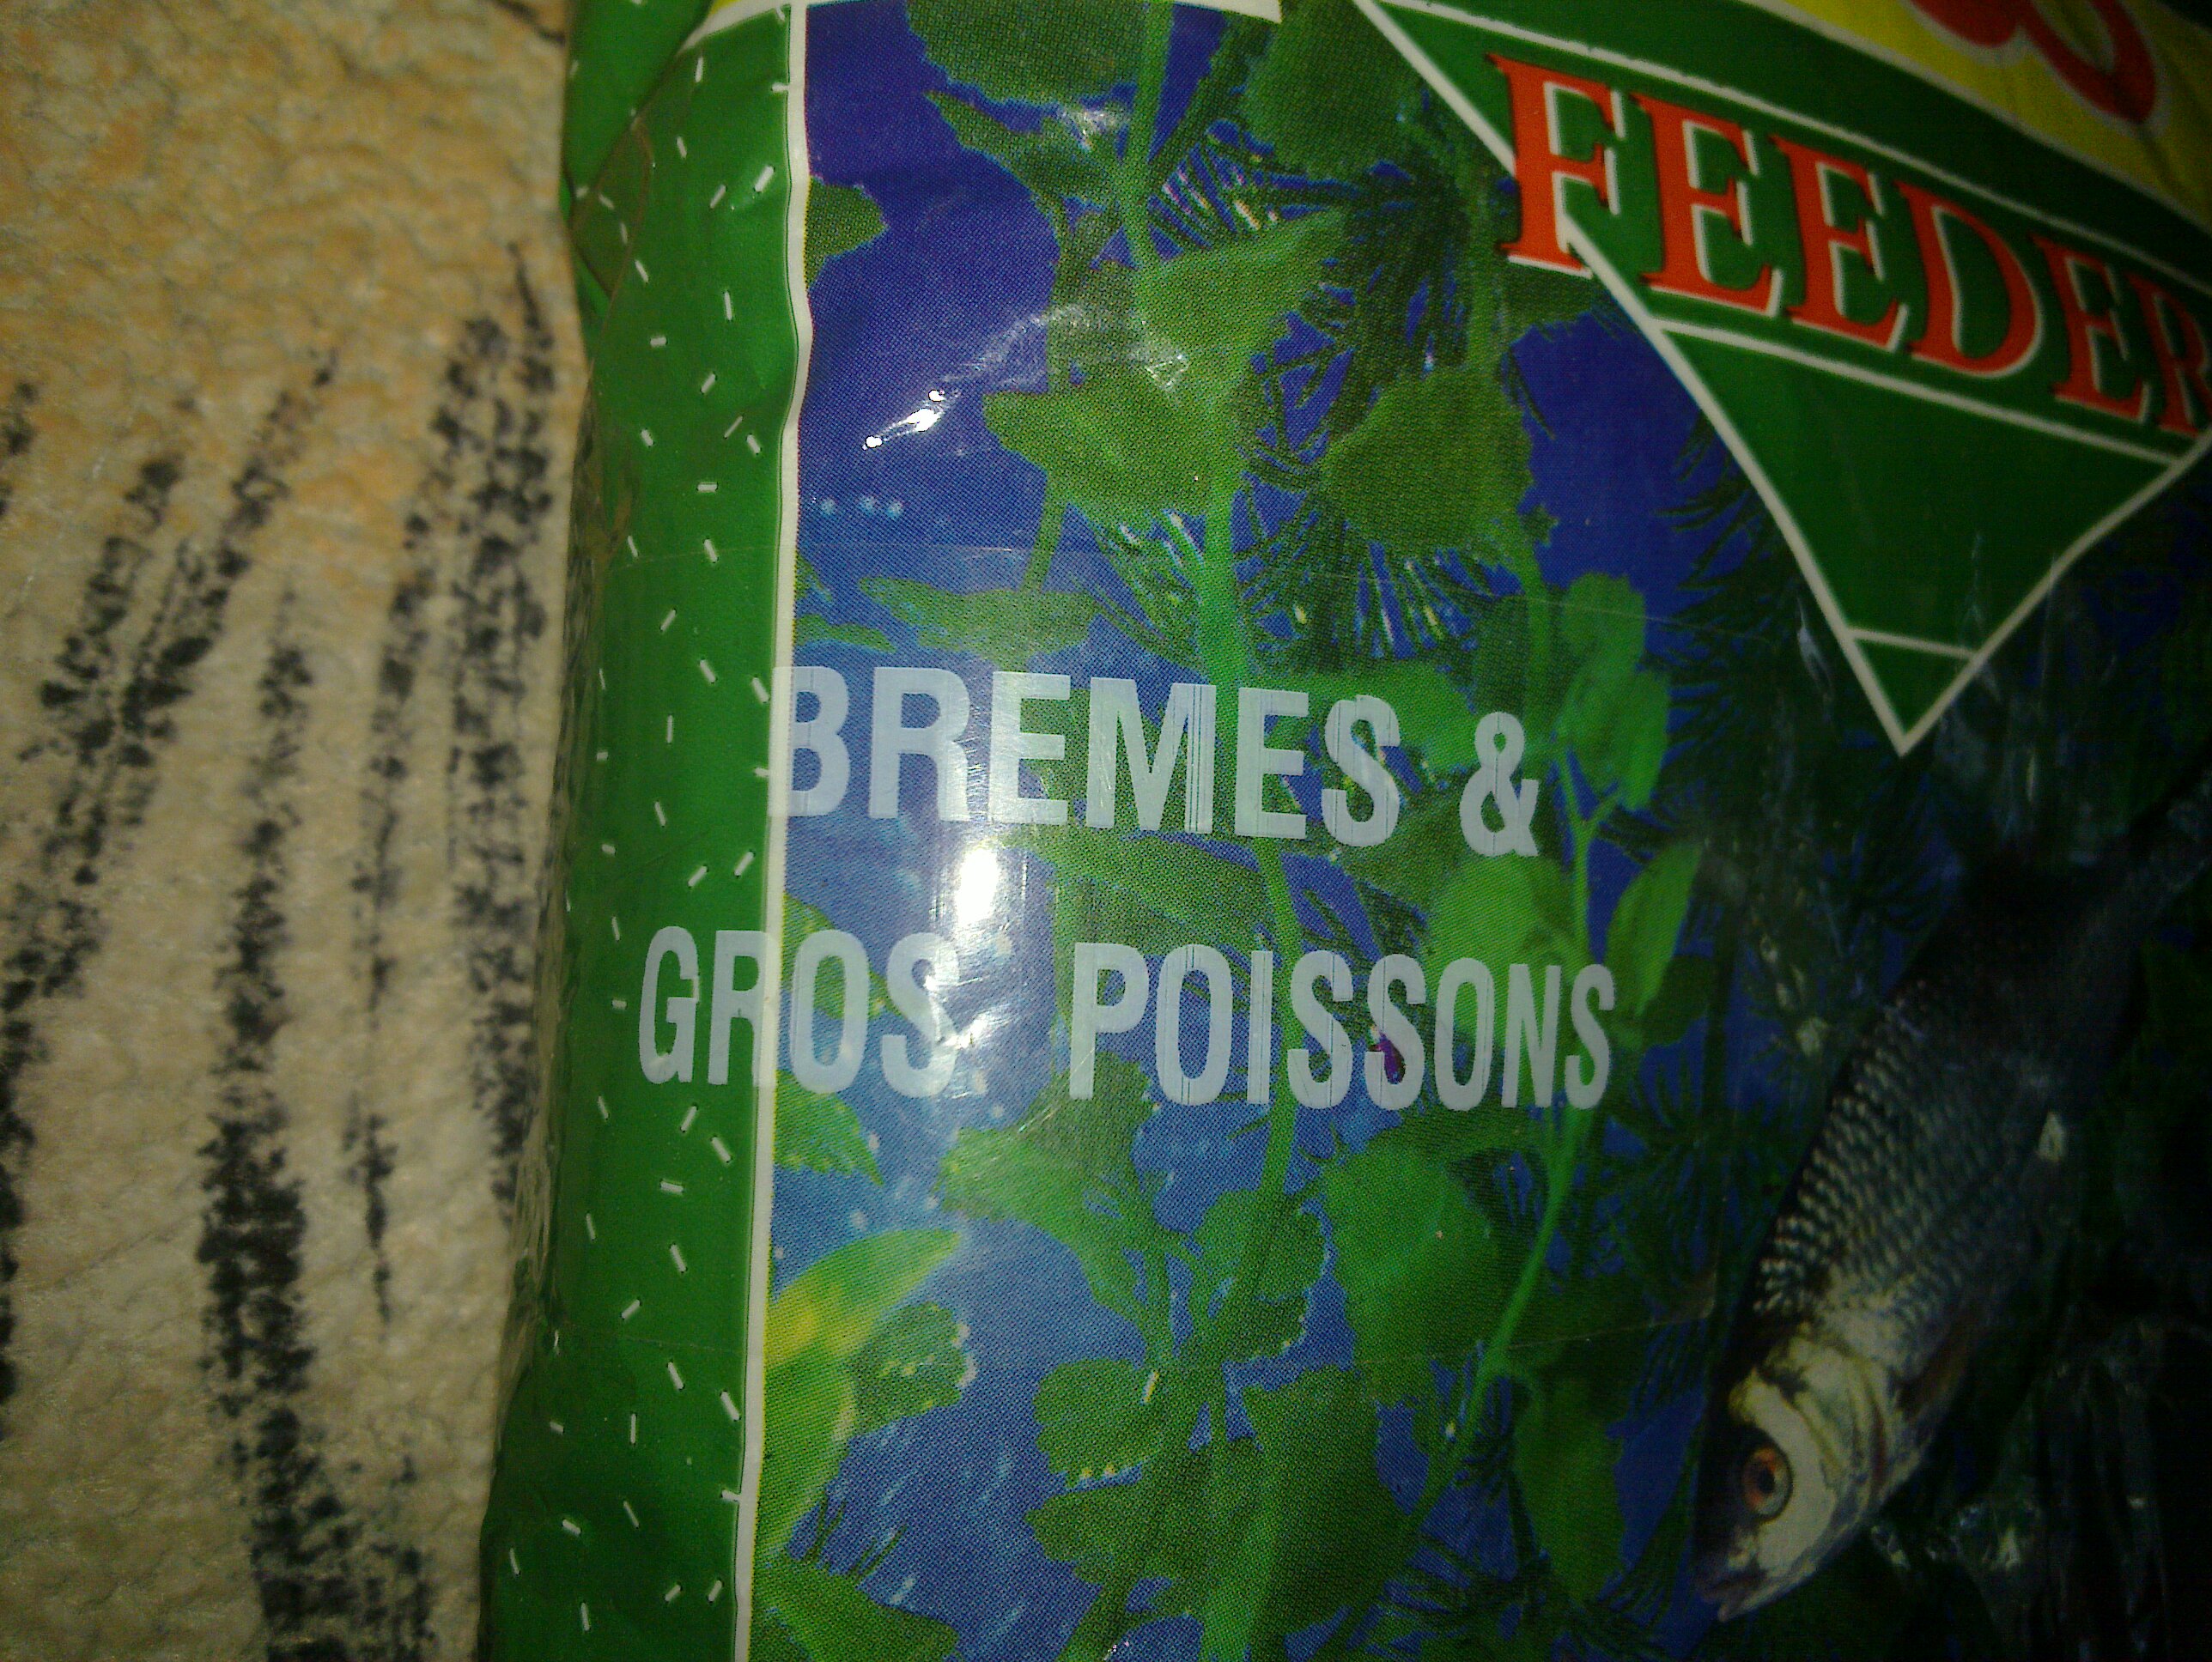 FEEDER
BREMES &
GROS POISSONS